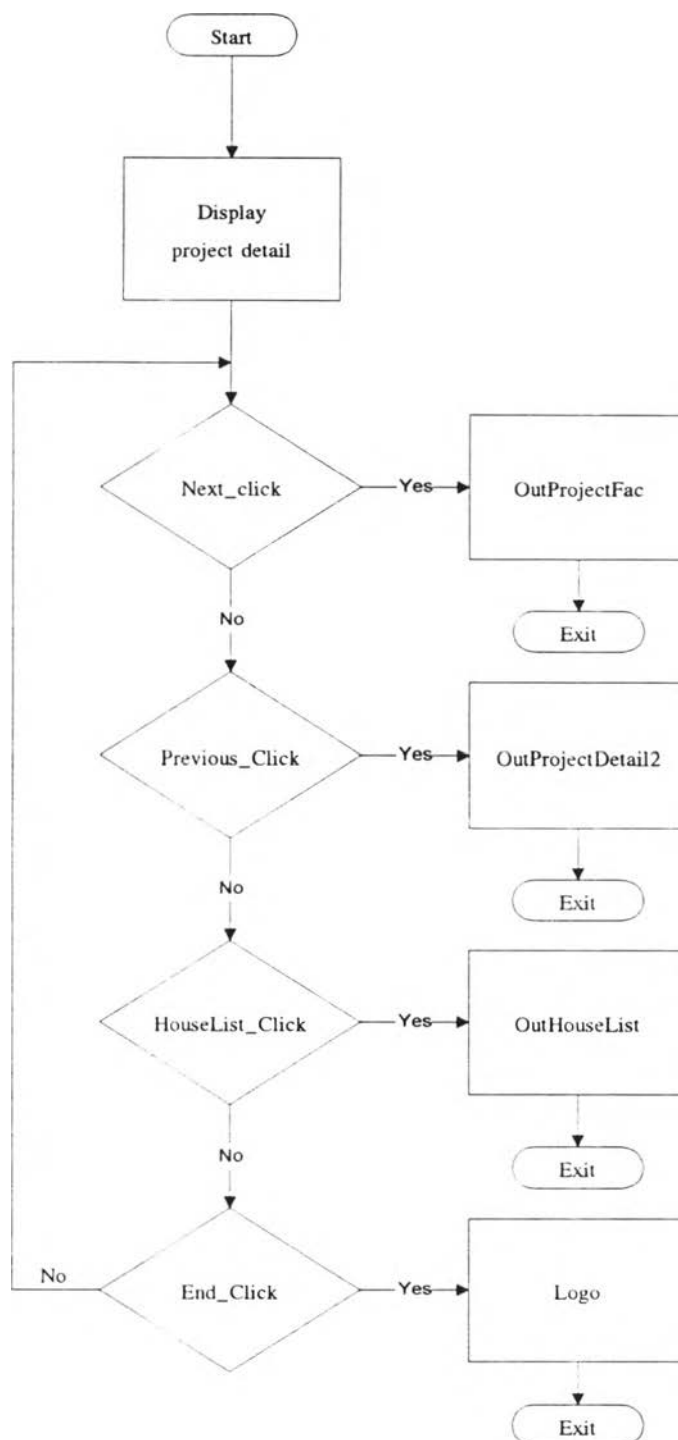 Start
Display
project detail
Next_click
Yes
OutProjectFac
Exit
No
Previous_Click
Yes
OutProjectDetail2
Exit
No
HouseList_Click
Yes
OutHouseList
Exit
No
No
End_Click
Yes
Logo
Exit